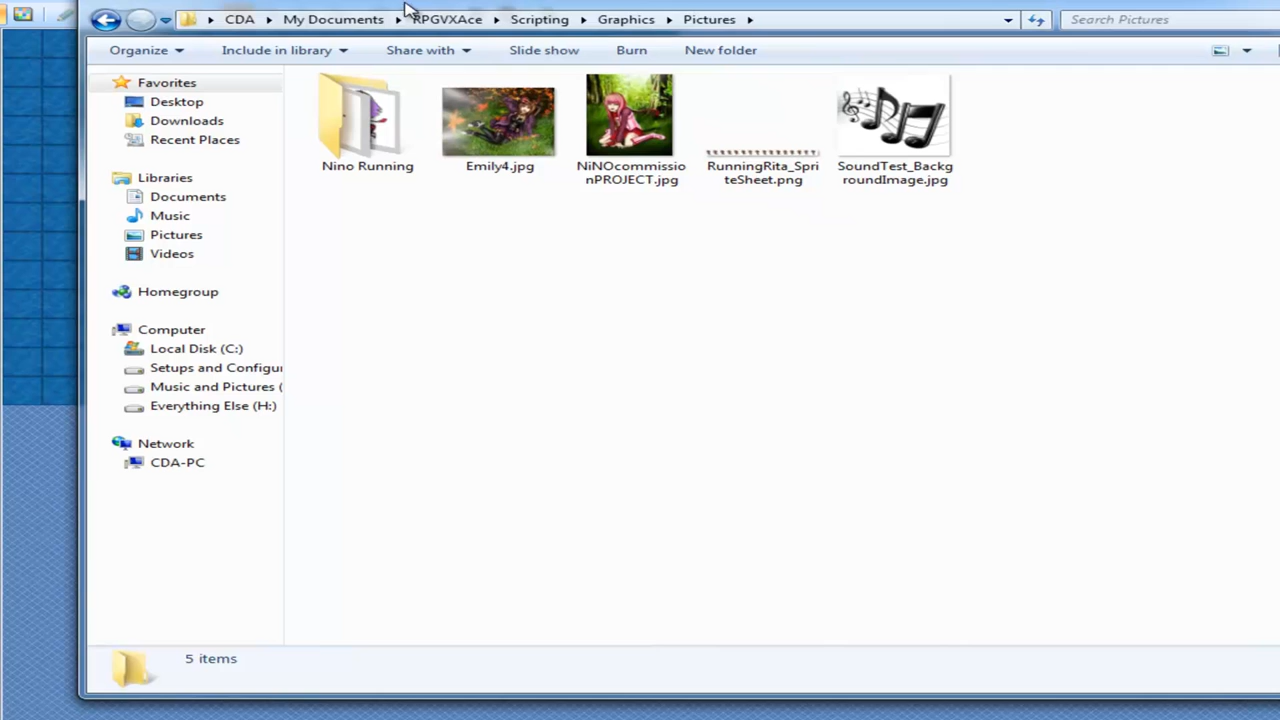 CDA My Documents RPGVXAce Scripting Graphics Pictures Search Pictures
Organize Include in library Share with Slide show Burn New folder
Favorites
Desktop
Downloads
Recent Places
Libraries
Documents
Music
Pictures
Videos
Homegroup
Computer
Local Disk (C:)
Setups and Configu
Music and Pictures (
Everything Else (H:)
Network
CDA-PC
Nino Running
Emily4.jpg
NiNOcommissio
nPROJECT.jpg
RunningRita_Spri
teSheet.png
SoundTest_Backg
roundImage.jpg
5 items